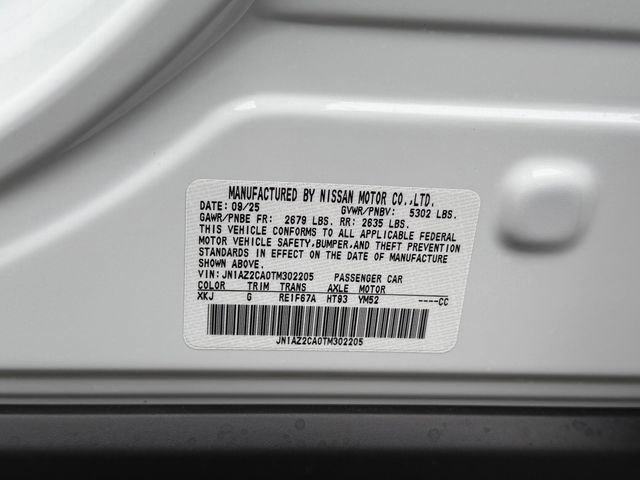 MANUFACTURED BY NISSAN MOTOR CO.,LTD.
DATE: 09/25 GVWR/PNBV: 5302 LBS.
GAWR/PNBE FR: 2679 LBS. RR: 2635 LBS.
THIS VEHICLE CONFORMS TO ALL APPLICABLE FEDERAL
MOTOR VEHICLE SAFETY,BUMPER,AND THEFT PREVENTION
STANDARDS IN EFFECT ON THE DATE OF MANUFACTURE
SHOWN ABOVE.
VIN: JN1AZ2CA0TM302205 PASSENGER CAR
COLOR TRIM TRANS AXLE MOTOR
XKJ G RE1F67A HT93 YM52 ----CC
JN1AZ2CA0TM302205